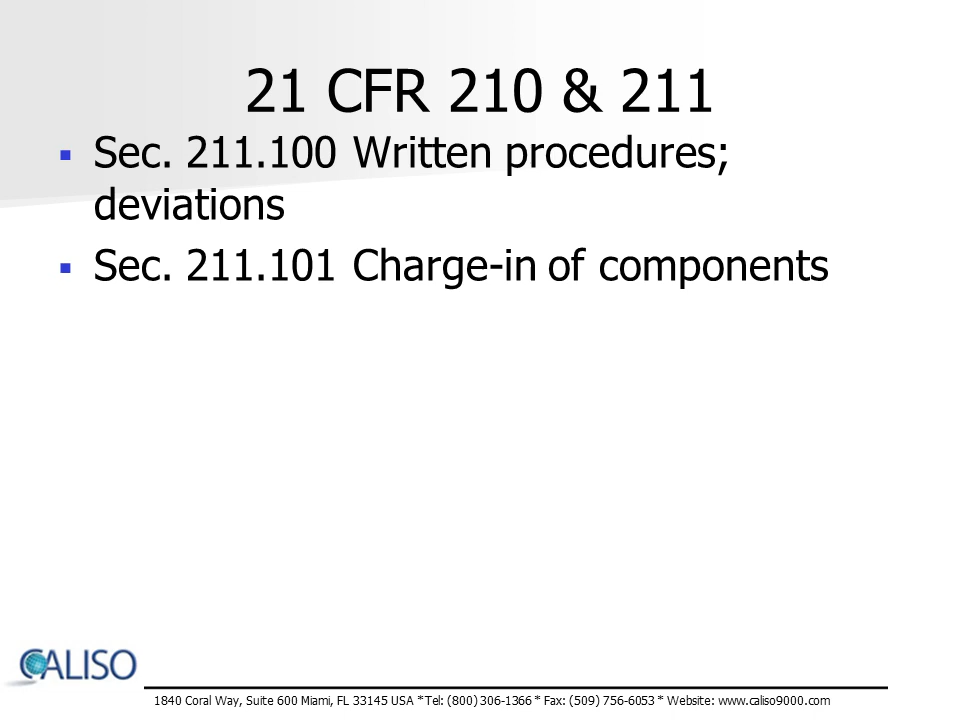 21 CFR 210 & 211
▪ Sec. 211.100 Written procedures;
deviations
▪ Sec. 211.101 Charge-in of components
CALISO
1840 Coral Way, Suite 600 Miami, FL 33145 USA *Tel: (800) 306-1366 * Fax: (509) 756-6053 * Website: www.caliso9000.com